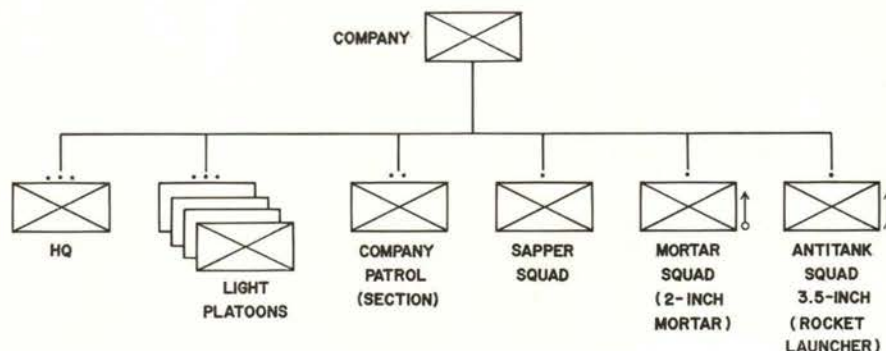 COMPANY
HQ
LIGHT
PLATOONS
COMPANY
PATROL
(SECTION)
SAPPER
SQUAD
MORTAR
SQUAD
(2-INCH
MORTAR)
ANTITANK
SQUAD
3.5-INCH
(ROCKET
LAUNCHER)